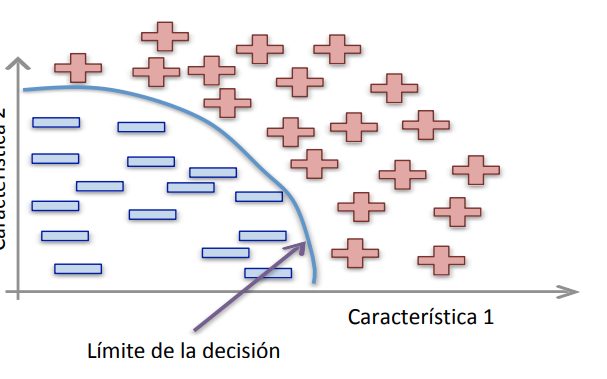 Característica 2
Característica 1
Límite de la decisión